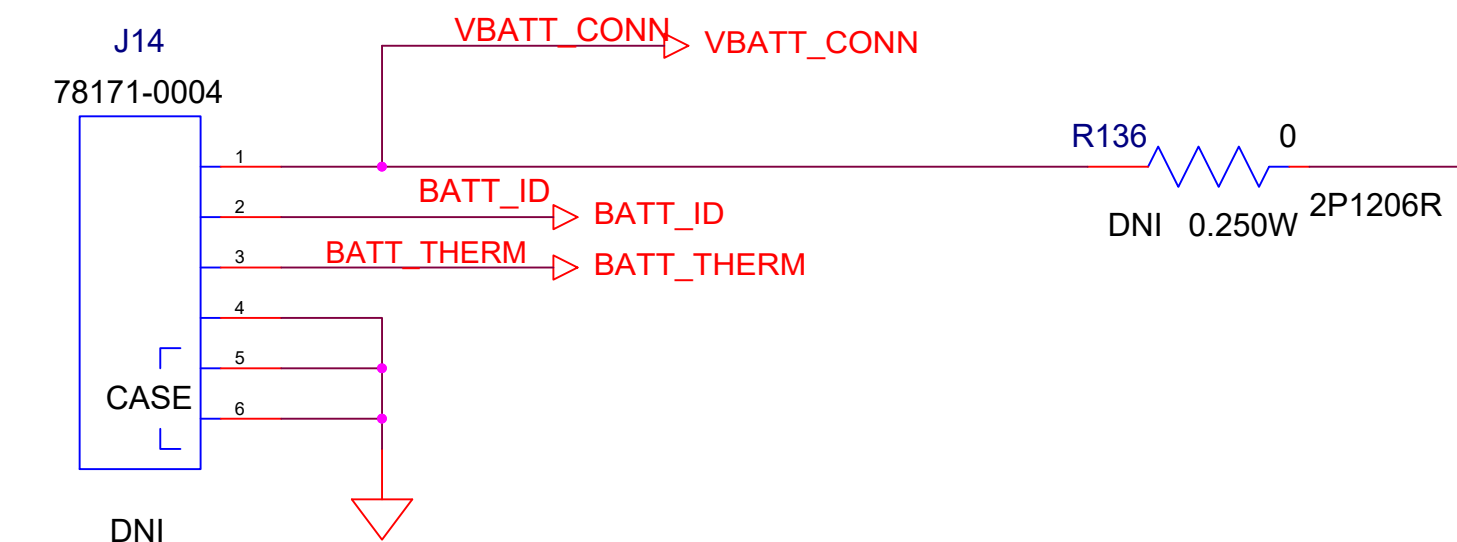 J14
78171-0004
VBATT_CONN
VBATT_CONN
1
R136
0
DNI
0.250W
2P1206R
BATT_ID
BATT_ID
2
BATT_THERM
BATT_THERM
3
4
5
CASE
6
DNI